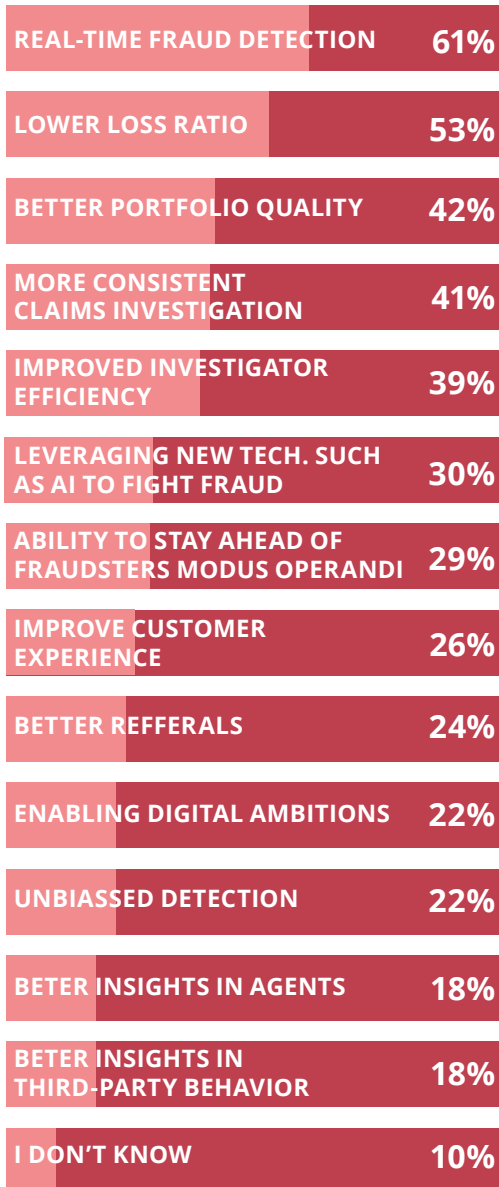 REAL-TIME FRAUD DETECTION 61%
LOWER LOSS RATIO 53%
BETTER PORTFOLIO QUALITY 42%
MORE CONSISTENT
CLAIMS INVESTIGATION 41%
IMPROVED INVESTIGATOR
EFFICIENCY 39%
LEVERAGING NEW TECH. SUCH
AS AI TO FIGHT FRAUD 30%
ABILITY TO STAY AHEAD OF
FRAUDSTERS MODUS OPERANDI 29%
IMPROVE CUSTOMER
EXPERIENCE 26%
BETTER REFFERALS 24%
ENABLING DIGITAL AMBITIONS 22%
UNBIASSED DETECTION 22%
BETER INSIGHTS IN AGENTS 18%
BETER INSIGHTS IN
THIRD-PARTY BEHAVIOR 18%
I DON'T KNOW 10%